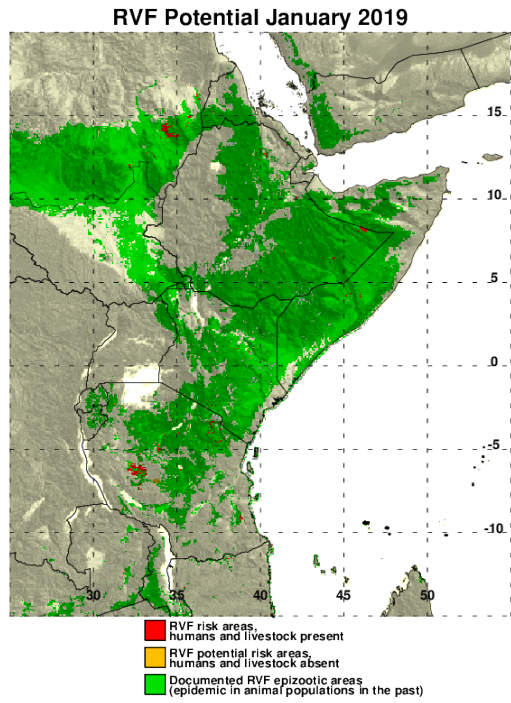 RVF Potential January 2019
15
10
5
0
-5
-10
30 35 40 45 50
RVF risk areas,
humans and livestock present
RVF potential risk areas,
humans and livestock absent
Documented RVF epizootic areas
(epidemic in animal populations in the past)